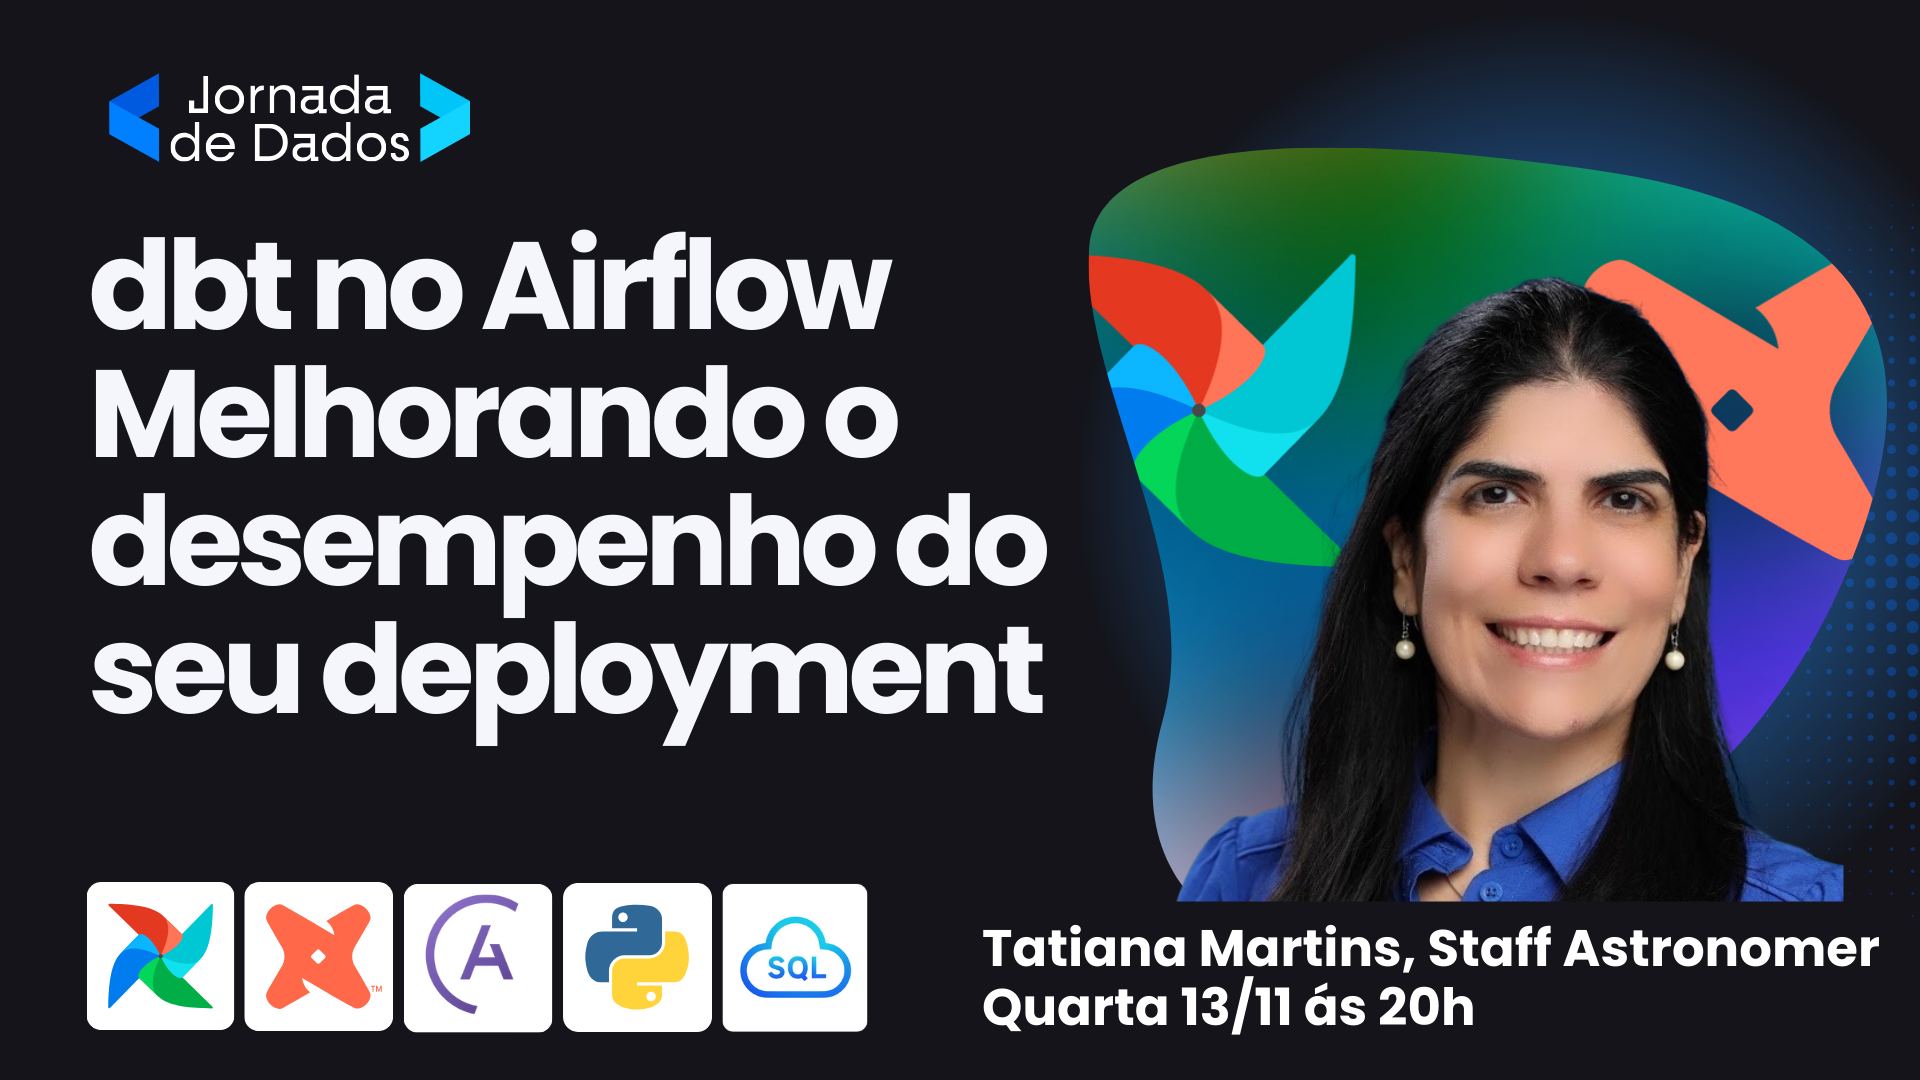 Jornada
de Dados
dbt no Airflow
Melhorando o
desempenho do
seu deployment
TM
A
SQL
Tatiana Martins, Staff Astronomer
Quarta 13/11 ás 20h